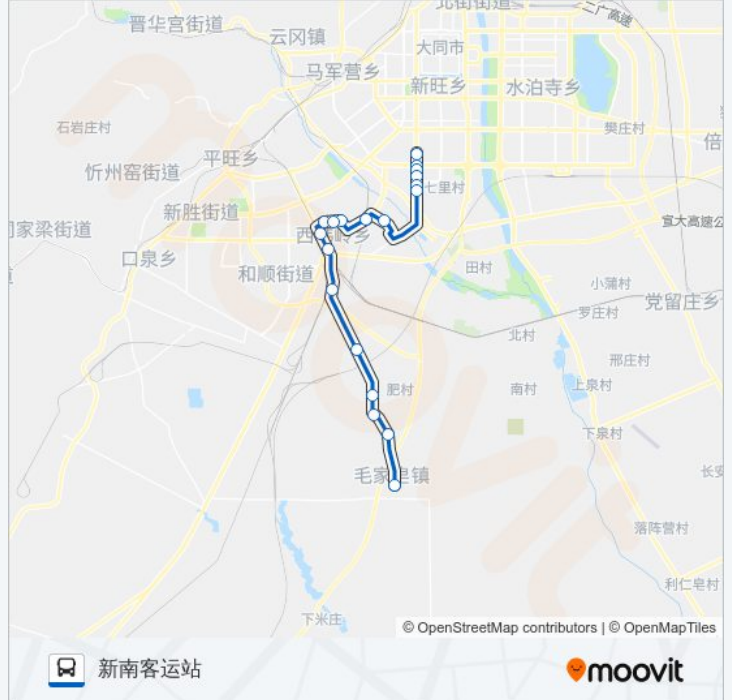 北街街道
二广高速
晋华宫街道
云冈镇
大同市
马军营乡
新旺乡
水泊寺乡
石岩庄村
樊庄村
倍
平旺乡
忻州窑街道
七里村
新胜街道
宣大高速公
司家梁街道
西韩岭乡
口泉乡
田村
和顺街道
小蒲村
党留庄乡
道
罗庄村
北村
邢庄村
肥村
南村
上泉村
下泉村
毛家皂镇
长安
落阵营村
利仁皂村
下米庄
© OpenStreetMap contributors | © OpenMapTiles
新南客运站
moovit